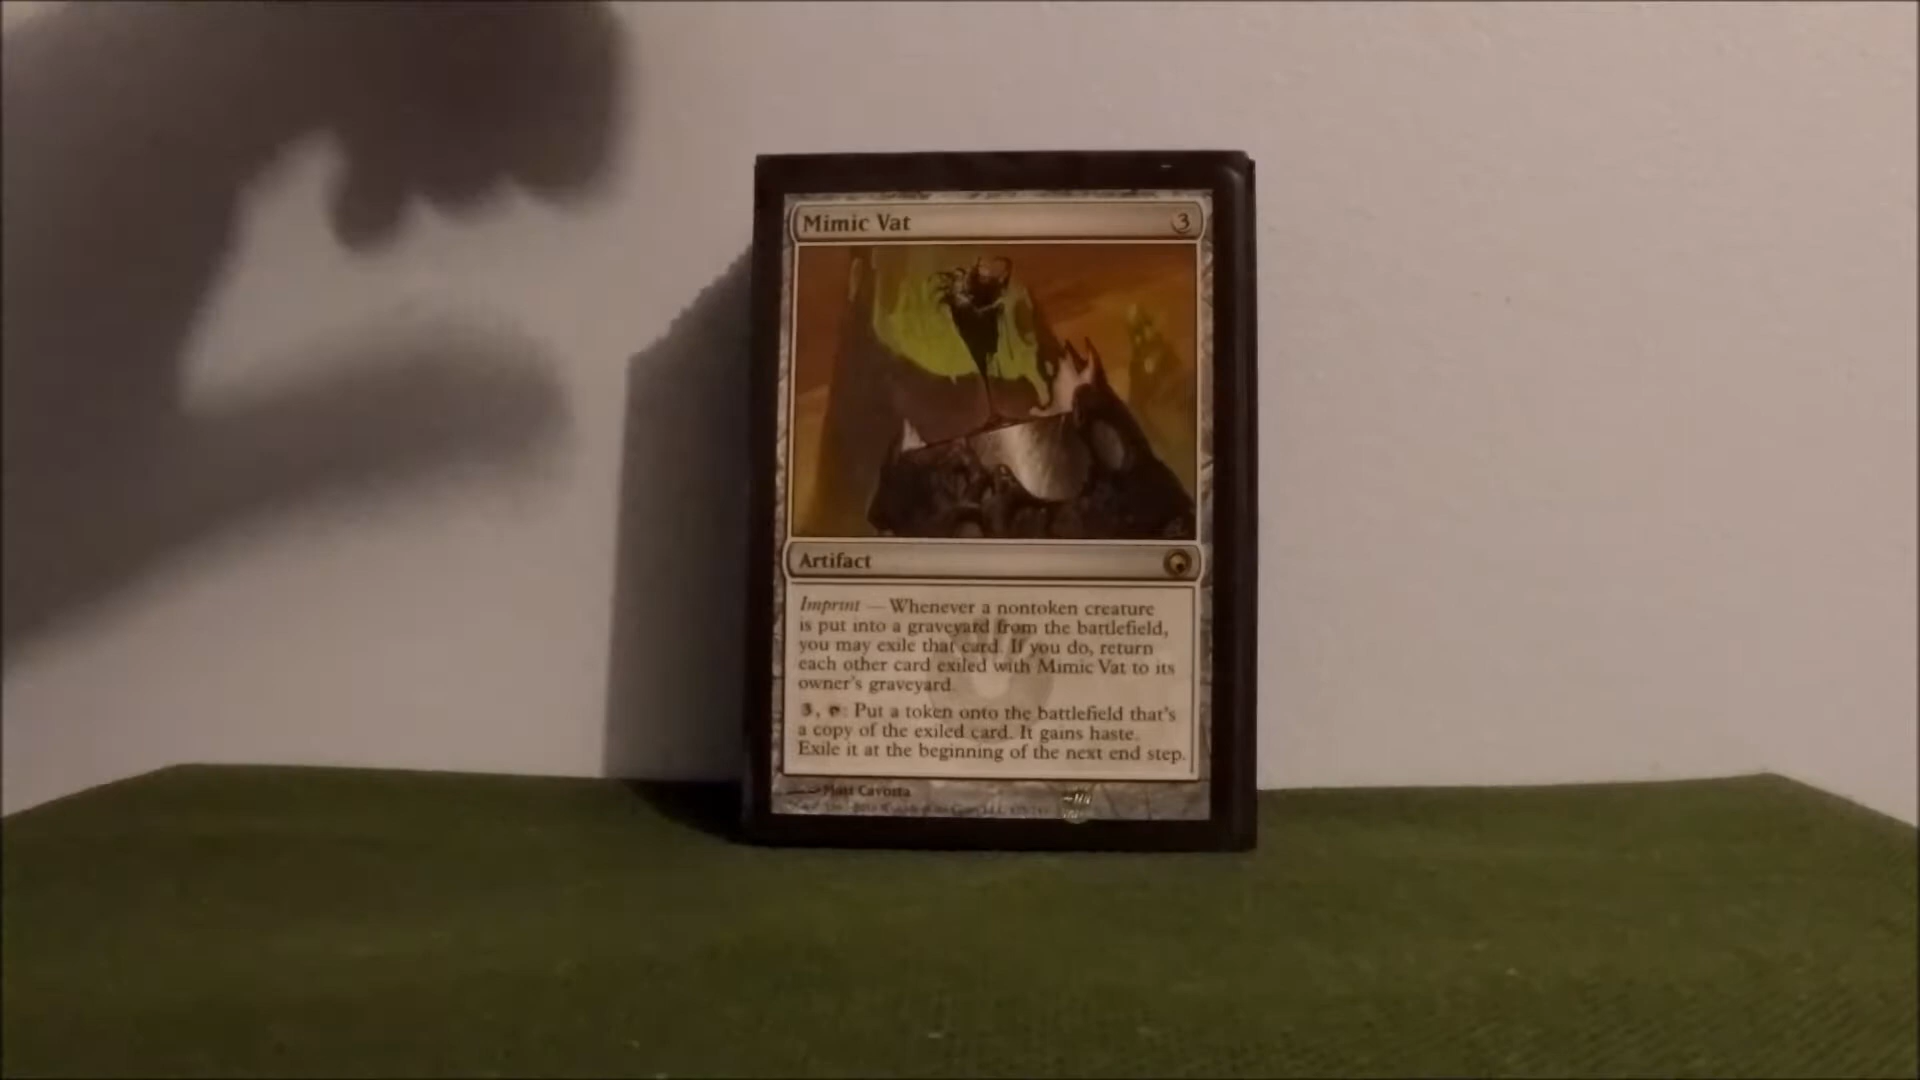 Mimic Vat 3
Artifact
Imprint — Whenever a nontoken creature
is put into a graveyard from the battlefield,
you may exile that card. If you do, return
each other card exiled with Mimic Vat to its
owner's graveyard.
3, T: Put a token onto the battlefield that's
a copy of the exiled card. It gains haste.
Exile it at the beginning of the next end step.
Matt Cavotta